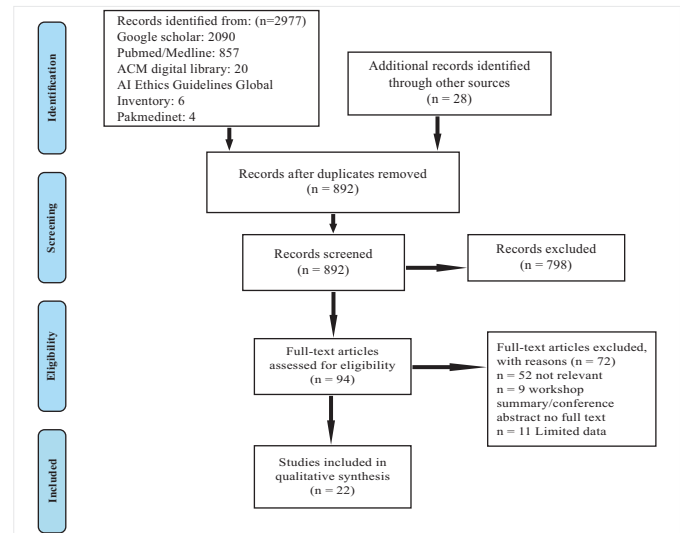 Identification
Records identified from: (n=2977)
Google scholar: 2090
Pubmed/Medline: 857
ACM digital library: 20
AI Ethics Guidelines Global
Inventory: 6
Pakmedinet: 4
Additional records identified
through other sources
(n = 28)
Records after duplicates removed
(n = 892)
Screening
Records screened
(n = 892)
Records excluded
(n = 798)
Eligibility
Full-text articles
assessed for eligibility
(n = 94)
Full-text articles excluded,
with reasons (n = 72)
n = 52 not relevant
n = 9 workshop
summary/conference
abstract no full text
n = 11 Limited data
Included
Studies included in
qualitative synthesis
(n = 22)